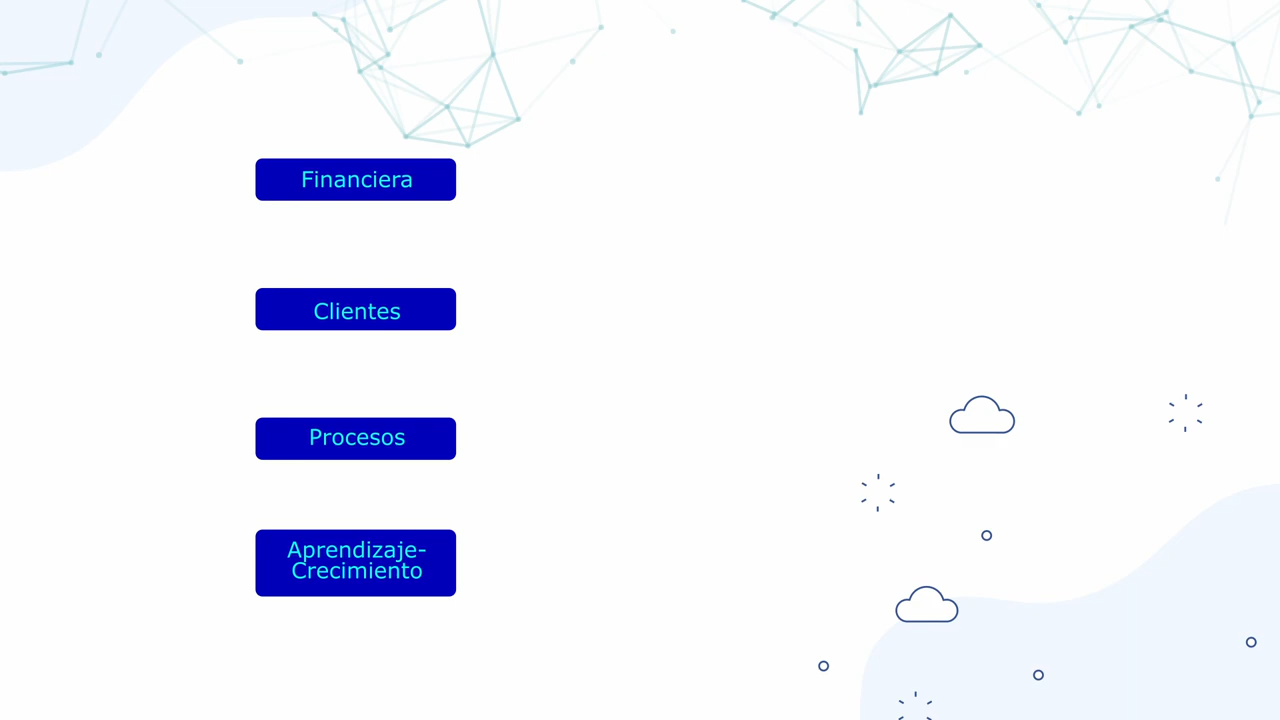 Financiera
Clientes
Procesos
Aprendizaje-
Crecimiento